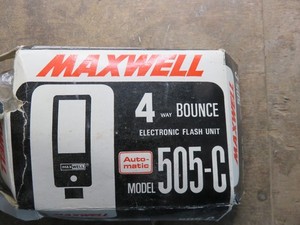 MAXWELL
4 WAY BOUNCE
ELECTRONIC FLASH UNIT
Auto-
matic
MODEL 505-C